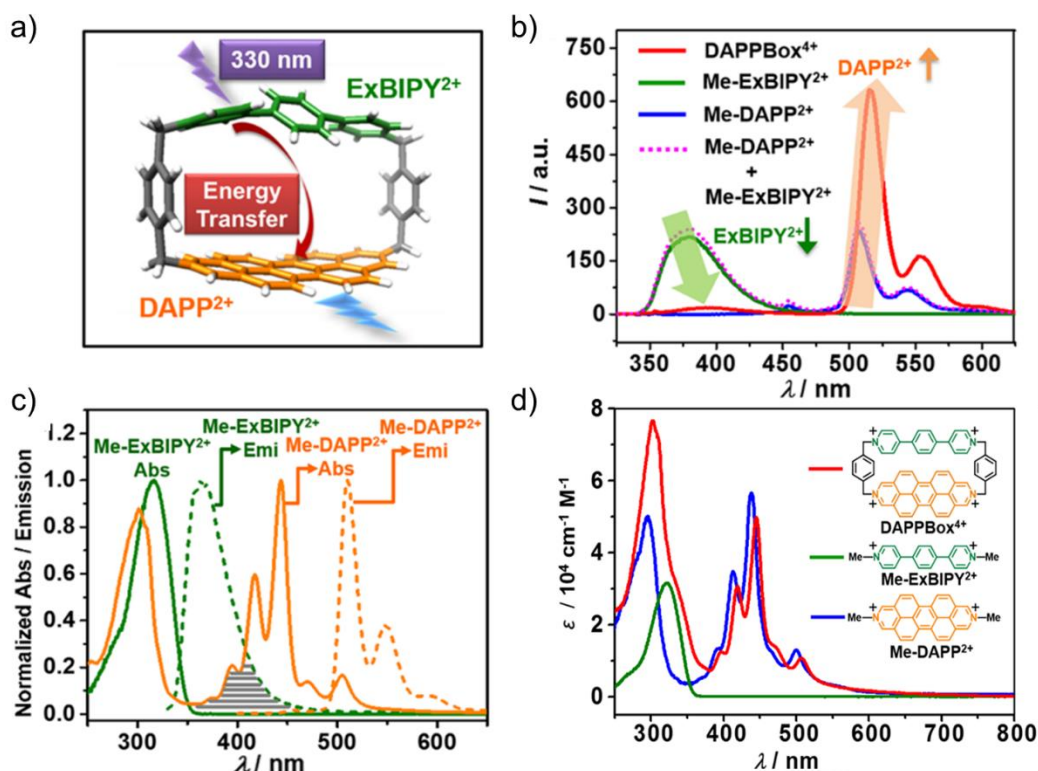 a)
330 nm
ExBIPY2+
Energy
Transfer
DAPP2+
b)
I / a.u.
750
600
450
300
150
0
DAPPBox4+
Me-ExBIPY2+
Me-DAPP2+
Me-DAPP2+
+
Me-ExBIPY2+
DAPP2+
ExBIPY2+
350 400 450 500 550 600
λ / nm
c)
Normalized Abs / Emission
1.2
1.0
0.8
0.6
0.4
0.2
0.0
Me-ExBIPY2+
Abs
Me-ExBIPY2+
Emi
Me-DAPP2+
Abs
Me-DAPP2+
Emi
300 400 500 600
λ / nm
d)
ε / 10⁴ cm⁻¹ M⁻¹
8
6
4
2
0
+N N+
+N N+
DAPPBox4+
Me-N+ N+-Me
Me-ExBIPY2+
Me-N+ N+-Me
Me-DAPP2+
300 400 500 600 700 800
λ / nm